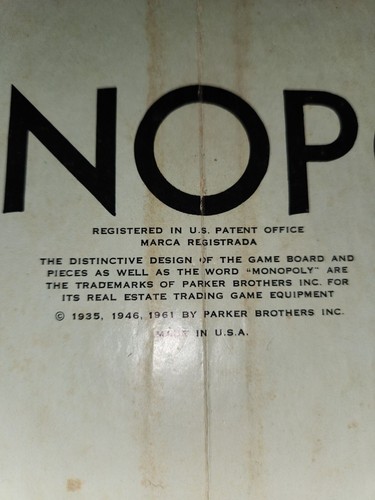 NOP
REGISTERED IN U.S. PATENT OFFICE
MARCA REGISTRADA
THE DISTINCTIVE DESIGN OF THE GAME BOARD AND
PIECES AS WELL AS THE WORD "MONOPOLY" ARE
THE TRADEMARKS OF PARKER BROTHERS INC. FOR
ITS REAL ESTATE TRADING GAME EQUIPMENT
© 1935, 1946, 1961 BY PARKER BROTHERS INC.
MADE IN U.S.A.